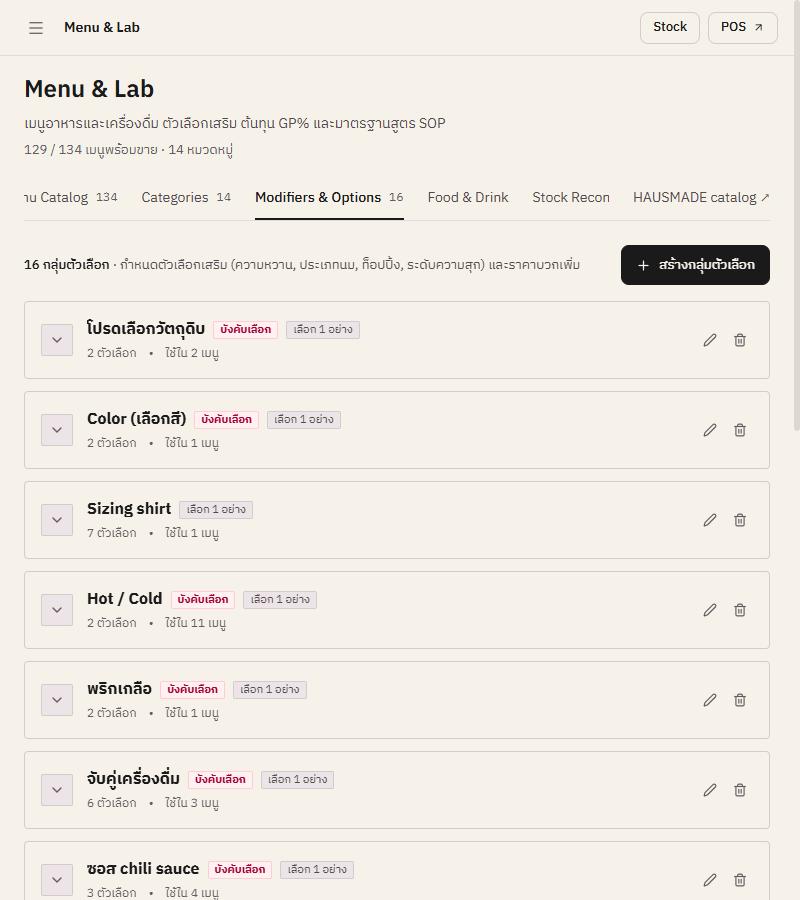 Menu & Lab
Stock
POS ↗
Menu & Lab
เมนูอาหารและเครื่องดื่ม ตัวเลือกเสริม ต้นทุน GP% และมาตรฐานสูตร SOP
129 / 134 เมนูพร้อมขาย · 14 หมวดหมู่
Catalog 134
Categories 14
Modifiers & Options 16
Food & Drink
Stock Recon
HAUSMADE catalog ↗
16 กลุ่มตัวเลือก · กำหนดตัวเลือกเสริม (ความหวาน, ประเภทนม, ท็อปปิ้ง, ระดับความสุก) และราคาบวกเพิ่ม
+ สร้างกลุ่มตัวเลือก
โปรดเลือกวัตถุดิบ บังคับเลือก เลือก 1 อย่าง
2 ตัวเลือก • ใช้ใน 2 เมนู
Color (เลือกสี) บังคับเลือก เลือก 1 อย่าง
2 ตัวเลือก • ใช้ใน 1 เมนู
Sizing shirt เลือก 1 อย่าง
7 ตัวเลือก • ใช้ใน 1 เมนู
Hot / Cold บังคับเลือก เลือก 1 อย่าง
2 ตัวเลือก • ใช้ใน 11 เมนู
พริกเกลือ บังคับเลือก เลือก 1 อย่าง
2 ตัวเลือก • ใช้ใน 1 เมนู
จับคู่เครื่องดื่ม บังคับเลือก เลือก 1 อย่าง
6 ตัวเลือก • ใช้ใน 3 เมนู
ซอส chili sauce บังคับเลือก เลือก 1 อย่าง
3 ตัวเลือก • ใช้ใน 4 เมนู